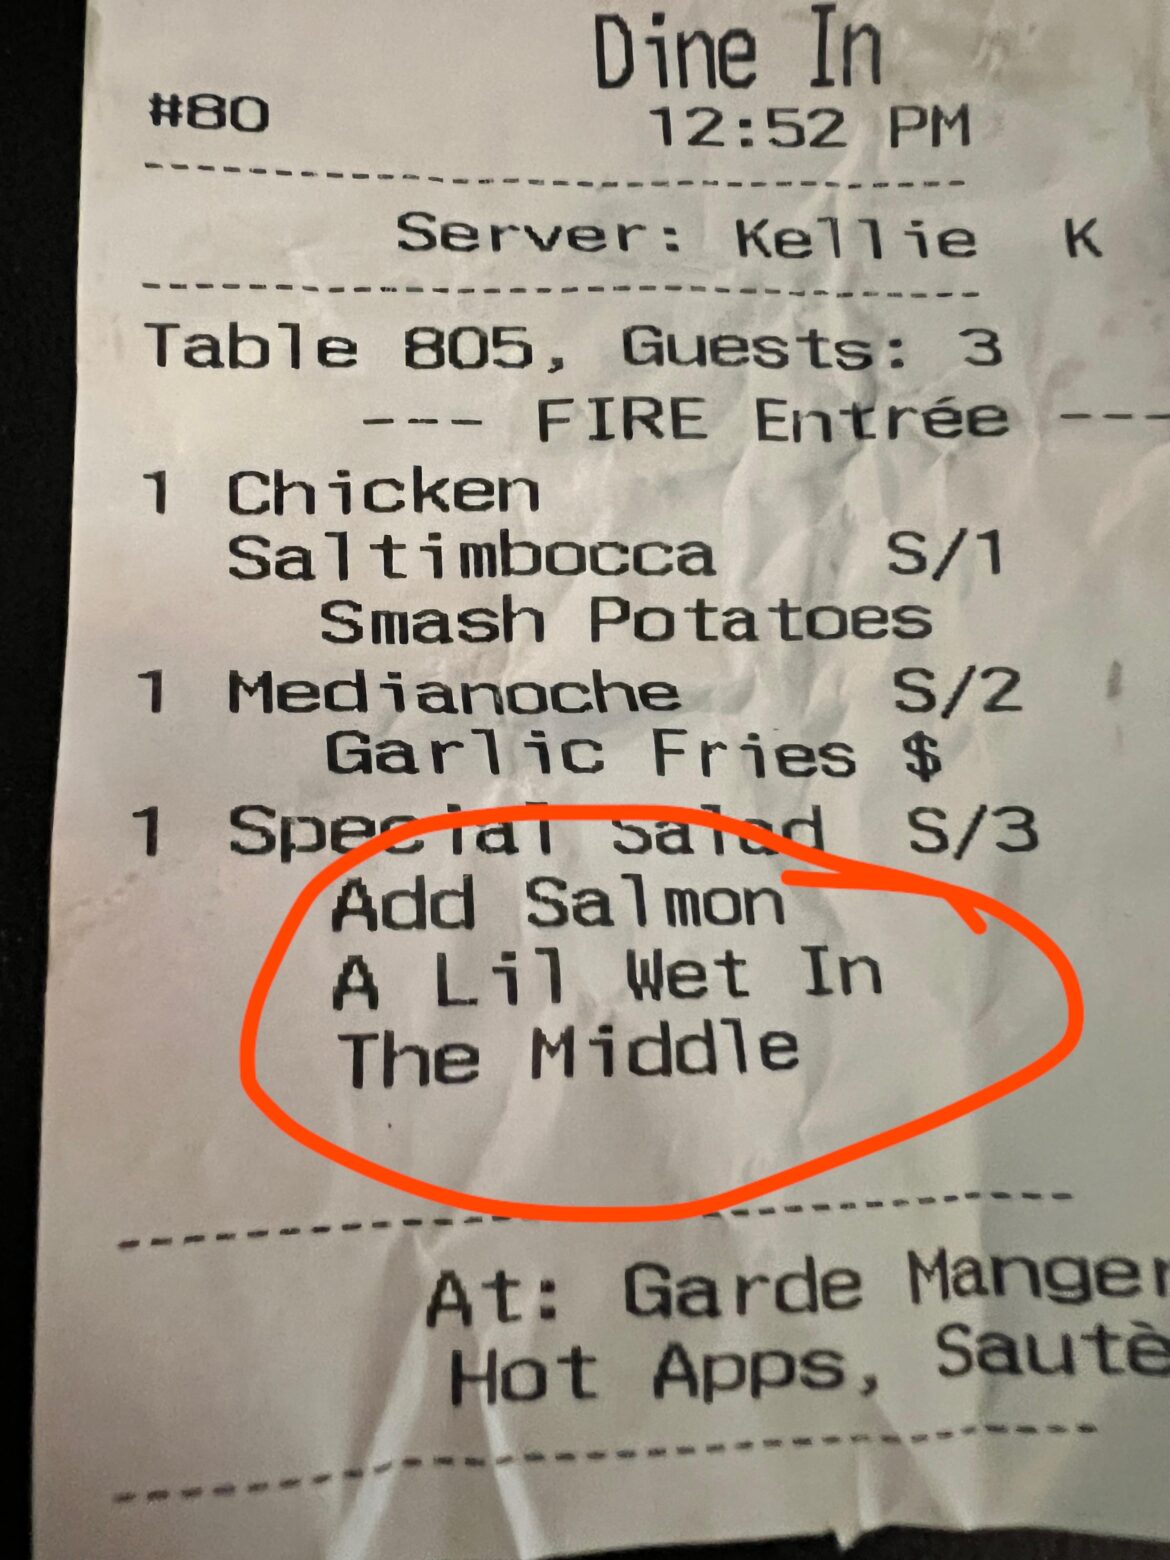 Dine In
#80 12:52 PM
Server: Kellie K
Table 805, Guests: 3
--- FIRE Entrée ---
1 Chicken
Saltimbocca S/1
Smash Potatoes
1 Medianoche S/2
Garlic Fries $
1 Special Salad S/3
Add Salmon
A Lil Wet In
The Middle
At: Garde Manger
Hot Apps, Sautè